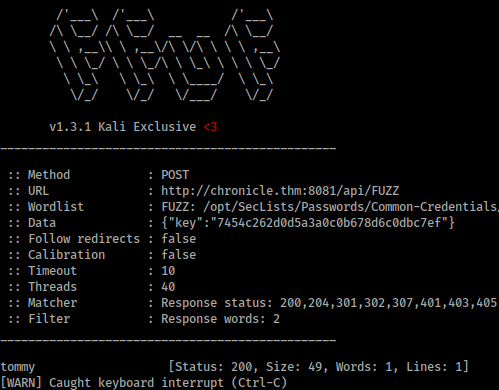 /'___\  /'___\           /'___\
       /\ \__/ /\ \__/  __  __  /\ \__/
       \ \ ,__\\ \ ,__\/\ \/\ \ \ \ ,__\
        \ \ \_/ \ \ \_/\ \ \_\ \ \ \ \_/
         \ \_\   \ \_\  \ \____/  \ \_\
          \/_/    \/_/   \/___/    \/_/
v1.3.1 Kali Exclusive <3
________________________________________________
:: Method           : POST
:: URL              : http://chronicle.thm:8081/api/FUZZ
:: Wordlist         : FUZZ: /opt/SecLists/Passwords/Common-Credentials/
:: Data             : {"key":"7454c262d0d5a3a0c0b678d6c0dbc7ef"}
:: Follow redirects : false
:: Calibration      : false
:: Timeout          : 10
:: Threads          : 40
:: Matcher          : Response status: 200,204,301,302,307,401,403,405
:: Filter           : Response words: 2
________________________________________________
tommy                   [Status: 200, Size: 49, Words: 1, Lines: 1]
[WARN] Caught keyboard interrupt (Ctrl-C)